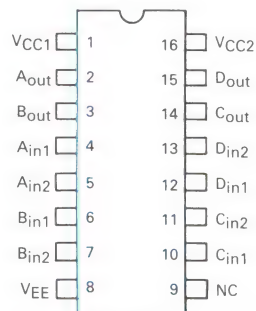 VCC1 1 16 VCC2
Aout 2 15 Dout
Bout 3 14 Cout
Ain1 4 13 Din2
Ain2 5 12 Din1
Bin1 6 11 Cin2
Bin2 7 10 Cin1
VEE 8 9 NC